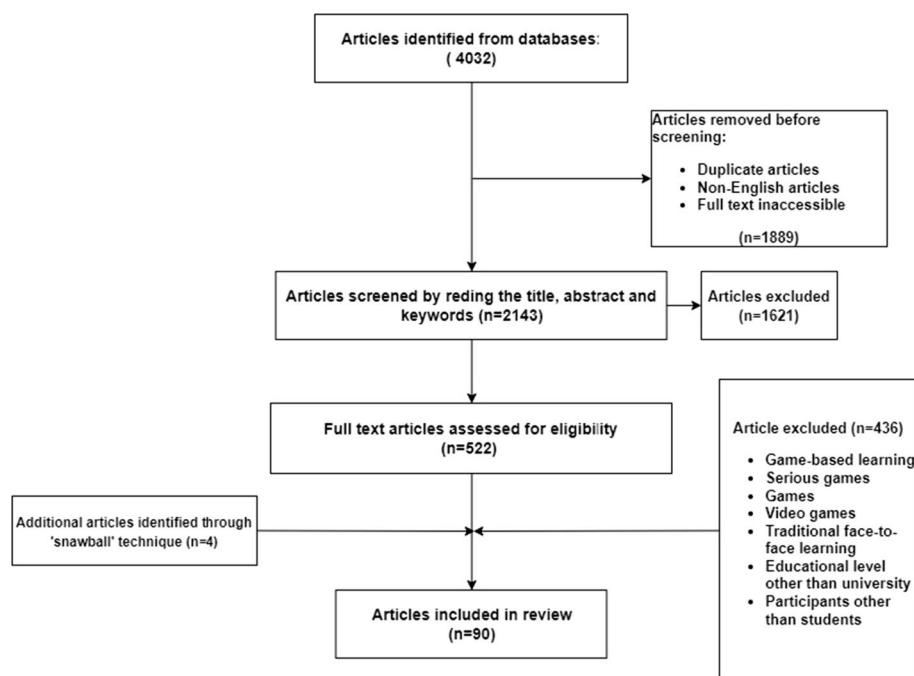 Articles identified from databases:
( 4032)
Articles removed before
screening:
• Duplicate articles
• Non-English articles
• Full text inaccessible
(n=1889)
Articles screened by reding the title, abstract and
keywords (n=2143)
Articles excluded
(n=1621)
Full text articles assessed for eligibility
(n=522)
Article excluded (n=436)
• Game-based learning
• Serious games
• Games
• Video games
• Traditional face-to-
face learning
• Educational level
other than university
• Participants other
than students
Additional articles identified through
'snawball' technique (n=4)
Articles included in review
(n=90)